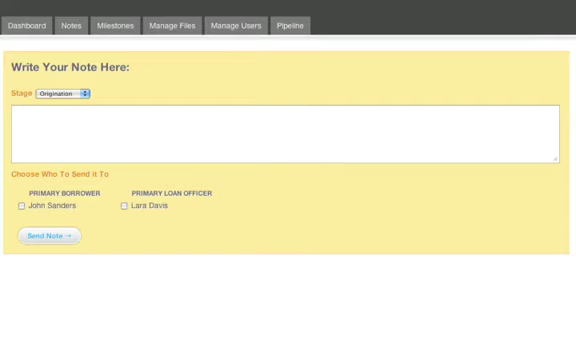 Dashboard Notes Milestones Manage Files Manage Users Pipeline
Write Your Note Here:
Stage Origination
Choose Who To Send it To
PRIMARY BORROWER PRIMARY LOAN OFFICER
John Sanders Lara Davis
Send Note →